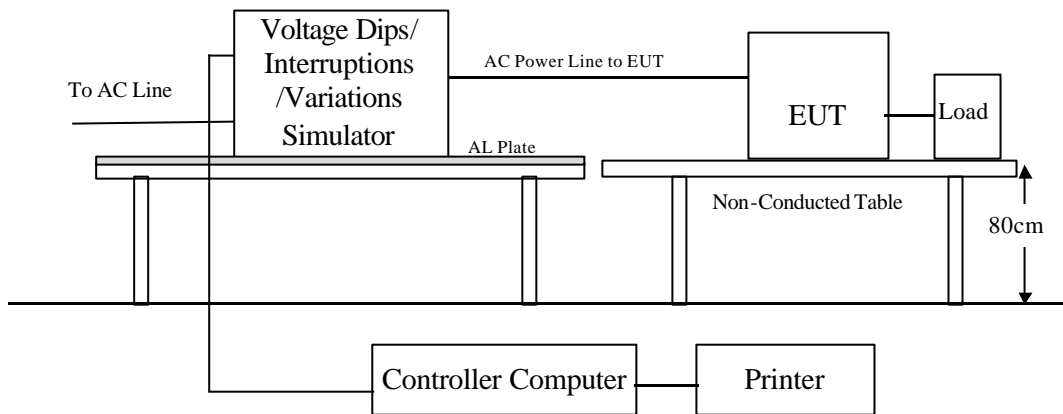 Voltage Dips/
Interruptions
/Variations
Simulator
To AC Line
AC Power Line to EUT
EUT
Load
AL Plate
Non-Conducted Table
80cm
Controller Computer
Printer